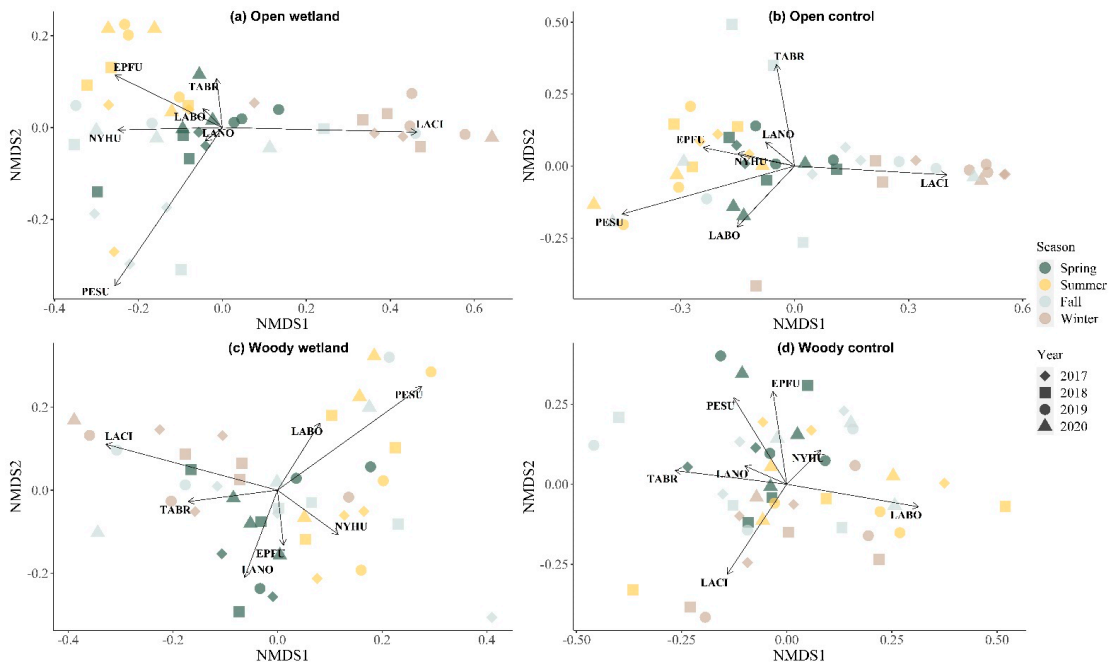 (a) Open wetland
0.2
0.0
-0.2
-0.4
-0.2
0.0
0.2
0.4
0.6
NMDS1
NMDS2
EPFU
TABR
LABO
LANO
NYHU
LACI
PESU
(b) Open control
0.50
0.25
0.00
-0.25
-0.3
0.0
0.3
0.6
NMDS1
NMDS2
TABR
LANO
EPFU
NYHU
LACI
PESU
LABO
(c) Woody wetland
0.2
0.0
-0.2
-0.4
-0.2
0.0
0.2
0.4
NMDS1
NMDS2
PESU
LABO
LACI
TABR
NYHU
EPFU
LANO
(d) Woody control
0.25
0.00
-0.25
-0.50
-0.25
0.00
0.25
0.50
NMDS1
NMDS2
EPFU
PESU
NYHU
LANO
TABR
LABO
LACI
Season
Spring
Summer
Fall
Winter
Year
2017
2018
2019
2020